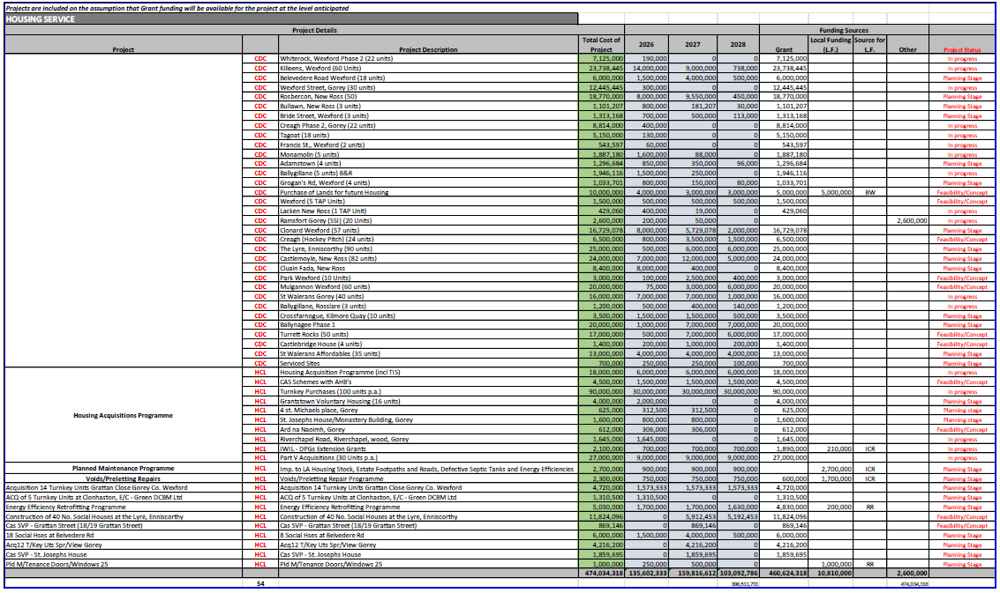 Projects are included on the assumption that Grant funding will be available for the project at the level anticipated
HOUSING SERVICE
Project Details Funding Sources
Project Project Description Total Cost of Project 2026 2027 2028 Grant Local Funding (L.F.) Source for L.F. Other Project Status
CDC Whiterock, Wexford Phase 2 (22 units) 7,125,000 190,000 0 0 7,125,000 In progress
CDC Killeens, Wexford (60 Units) 23,738,445 14,000,000 9,000,000 738,000 23,738,445 In progress
CDC Belevedere Road Wexford (18 units) 6,000,000 1,500,000 4,000,000 500,000 6,000,000 Planning Stage
CDC Wexford Street, Gorey (30 units) 12,445,445 300,000 0 0 12,445,445 In progress
CDC Rosbercon, New Ross (50) 18,770,000 8,000,000 9,550,000 450,000 18,770,000 Planning Stage
CDC Bullawn, New Ross (3 units) 1,101,207 800,000 181,207 30,000 1,101,207 Planning Stage
CDC Bride Street, Wexford (3 units) 1,313,168 700,000 500,000 113,000 1,313,168 Planning Stage
CDC Creagh Phase 2, Gorey (22 units) 8,814,000 400,000 0 0 8,814,000 In progress
CDC Tagoat (18 units) 5,150,000 130,000 0 0 5,150,000 In progress
CDC Francis St., Wexford (2 units) 543,597 60,000 0 0 543,597 In progress
CDC Monamolin (5 units) 1,887,180 1,600,000 88,000 0 1,887,180 In progress
CDC Adamstown (4 units) 1,296,684 850,000 350,000 96,000 1,296,684 Planning Stage
CDC Ballygillane (5 units) B&R 1,946,116 1,500,000 250,000 0 1,946,116 In progress
CDC Grogan's Rd, Wexford (4 units) 1,033,701 800,000 150,000 80,000 1,033,701 Planning Stage
CDC Purchase of Lands for future Housing 10,000,000 4,000,000 3,000,000 3,000,000 5,000,000 5,000,000 BW Feasibility/Concept
CDC Wexford (5 TAP Units) 1,500,000 500,000 500,000 500,000 1,500,000 Feasibility/Concept
CDC Lacken New Ross (1 TAP Unit) 429,060 400,000 19,000 0 429,060 In progress
CDC Ramsfort Gorey (SSI) (20 Units) 2,600,000 200,000 50,000 0 2,600,000 In progress
CDC Clonard Wexford (57 units) 16,729,078 8,000,000 5,729,078 2,000,000 16,729,078 Planning Stage
CDC Creagh (Hockey Pitch) (24 units) 6,500,000 800,000 3,500,000 1,500,000 6,500,000 Feasibility/Concept
CDC The Lyre, Enniscorthy (90 units) 25,000,000 500,000 6,000,000 6,000,000 25,000,000 Planning Stage
CDC Castlemoyle, New Ross (82 units) 24,000,000 7,000,000 12,000,000 5,000,000 24,000,000 Planning Stage
CDC Cluain Fada, New Ross 8,400,000 8,000,000 400,000 0 8,400,000 Planning Stage
CDC Park Wexford (10 Units) 3,000,000 100,000 2,500,000 400,000 3,000,000 Feasibility/Concept
CDC Mulgannon Wexford (60 units) 20,000,000 75,000 3,000,000 6,000,000 20,000,000 Feasibility/Concept
CDC St Walerans Gorey (40 units) 16,000,000 7,000,000 7,000,000 1,000,000 16,000,000 In progress
CDC Ballygillane, Rosslare (3 units) 1,200,000 500,000 400,000 140,000 1,200,000 In progress
CDC Crossfarnogue, Kilmore Quay (10 units) 3,500,000 1,500,000 1,500,000 500,000 3,500,000 Planning Stage
CDC Ballynagee Phase 1 20,000,000 1,000,000 7,000,000 7,000,000 20,000,000 Planning Stage
CDC Turrett Rocks (50 units) 17,000,000 500,000 7,000,000 6,000,000 17,000,000 Feasibility/Concept
CDC Castlebridge House (4 units) 1,400,000 200,000 1,000,000 200,000 1,400,000 Feasibility/Concept
CDC St Walerans Affordables (35 units) 13,000,000 4,000,000 4,000,000 4,000,000 13,000,000 Planning Stage
CDC Serviced Sites 700,000 250,000 250,000 100,000 700,000 Planning Stage
Housing Acquisitions Programme
HCL Housing Acquisition Programme (incl TIS) 18,000,000 6,000,000 6,000,000 6,000,000 18,000,000 In progress
HCL CAS Schemes with AHB's 4,500,000 1,500,000 1,500,000 1,500,000 4,500,000 Feasibility/Concept
HCL Turnkey Purchases (100 units p.a.) 90,000,000 30,000,000 30,000,000 30,000,000 90,000,000 In progress
HCL Grantstown Voluntary Housing (16 units) 4,000,000 2,000,000 0 4,000,000 Planning Stage
HCL 4 st. Michaels place, Gorey 625,000 312,500 312,500 0 625,000 Planning stage
HCL St. Josephs House/Monastery Building, Gorey 1,600,000 800,000 800,000 0 1,600,000 Planning stage
HCL Ard na Naoimh, Gorey 612,000 306,000 306,000 0 612,000 Feasibility/Concept
HCL Riverchapel Road, Riverchapel, wood, Gorey 1,645,000 1,645,000 0 1,645,000 In progress
HCL IWIL - DPGs Extension Grants 2,100,000 700,000 700,000 700,000 1,890,000 210,000 ICR In progress
HCL Part V Acquisitions (30 Units p.a.) 27,000,000 9,000,000 9,000,000 9,000,000 27,000,000 In progress
Planned Maintenance Programme HCL Imp. to LA Housing Stock, Estate Footpaths and Roads, Defective Septic Tanks and Energy Efficiencies 2,700,000 900,000 900,000 900,000 2,700,000 ICR In progress
Voids/Preletting Repairs HCL Voids/Preletting Repair Programme 2,300,000 750,000 750,000 750,000 600,000 1,700,000 ICR In progress
Acquisition 14 Turnkey Units Grattan Close Gorey Co. Wexford HCL Acquisition 14 Turnkey Units Grattan Close Gorey Co. Wexford 4,720,000 1,573,333 1,573,333 1,573,333 4,720,000 Planning Stage
ACQ of 5 Turnkey Units at Clonhaston, E/C - Green DCBM Ltd HCL ACQ of 5 Turnkey Units at Clonhaston, E/C - Green DCBM Ltd 1,310,500 1,310,500 0 0 1,310,500 Planning Stage
Energy Efficiency Retrofitting Programme HCL Energy Efficiency Retrofitting Programme 5,030,000 1,700,000 1,700,000 1,630,000 4,830,000 200,000 RR Planning Stage
Construction of 40 No. Social Houses at the Lyre, Enniscorthy HCL Construction of 40 No. Social Houses at the Lyre, Enniscorthy 11,824,096 0 5,912,453 5,192,453 11,824,096 Feasibility/Concept
Cas SVP - Grattan Street (18/19 Grattan Street) HCL Cas SVP - Grattan Street (18/19 Grattan Street) 869,146 0 869,146 0 869,146 Feasibility/Concept
18 Social Hses at Belvedere Rd HCL 8 Social Hses at Belvedere Rd 6,000,000 1,500,000 4,000,000 500,000 6,000,000 Planning Stage
Acq12 T/Key Uts Spr/View Gorey HCL Acq12 T/Key Uts Spr/View Gorey 4,216,200 0 4,216,200 0 4,216,200 Planning Stage
Cas SVP - St. Josephs House HCL Cas SVP - St. Josephs House 1,859,695 0 1,859,695 0 1,859,695 Planning Stage
Pld M/Tenance Doors/Windows 25 HCL Pld M/Tenance Doors/Windows 25 1,000,000 250,000 500,000 0 1,000,000 RR Planning Stage
474,034,318 135,602,333 159,816,612 103,092,786 460,624,318 10,810,000 2,600,000
54 398,511,731 474,034,318